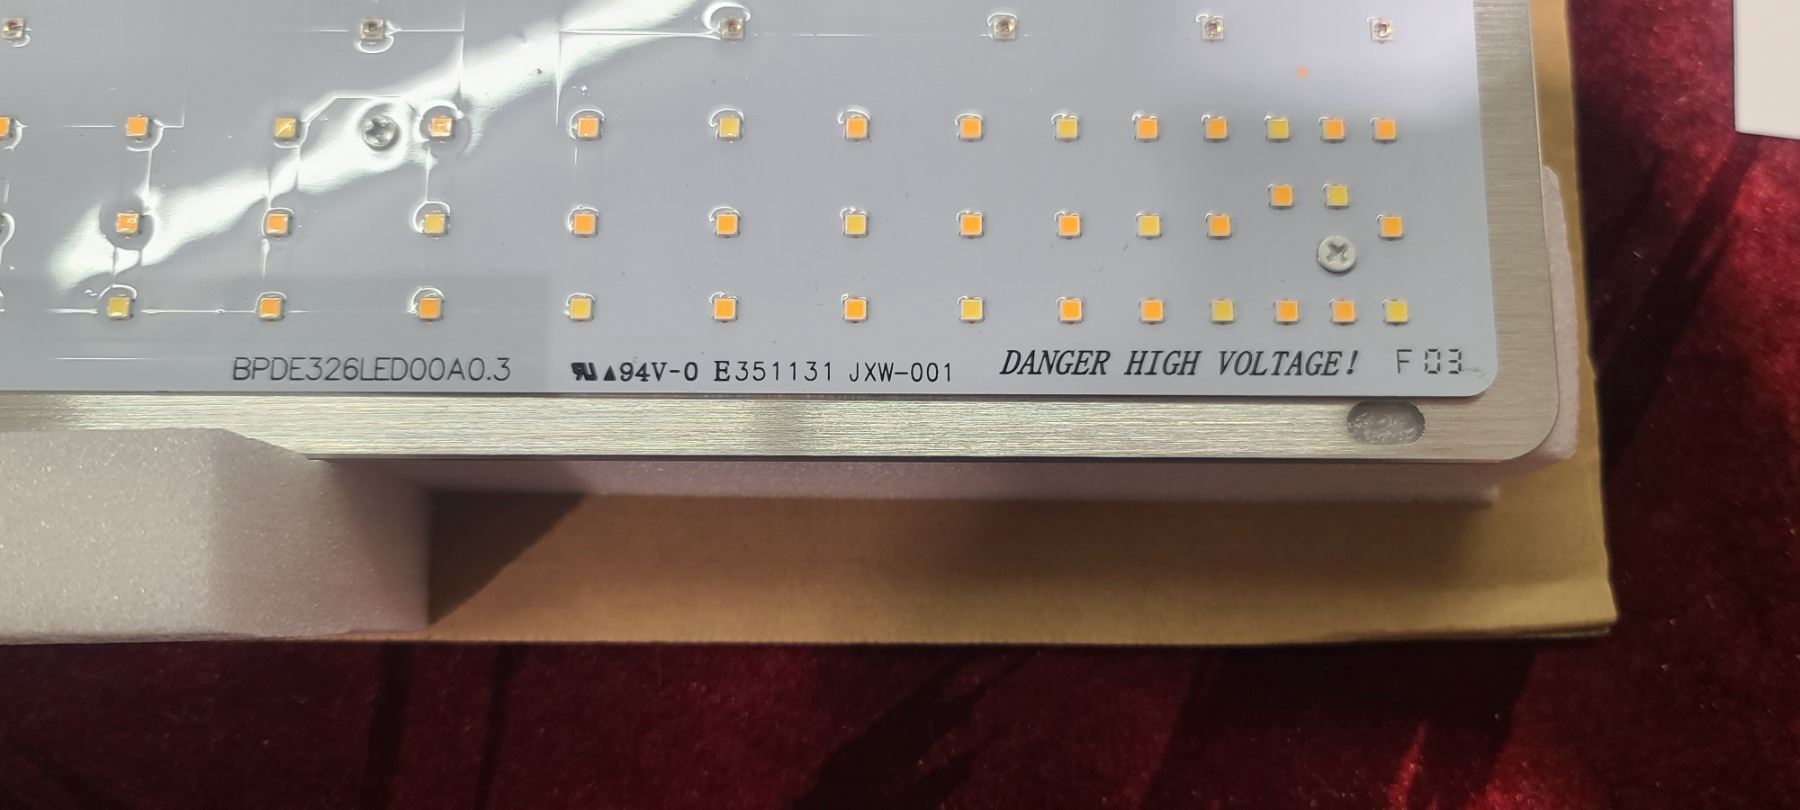 BPDE326LED00A0.3 ▲94V-0 E351131 JXW-001 DANGER HIGH VOLTAGE! F03